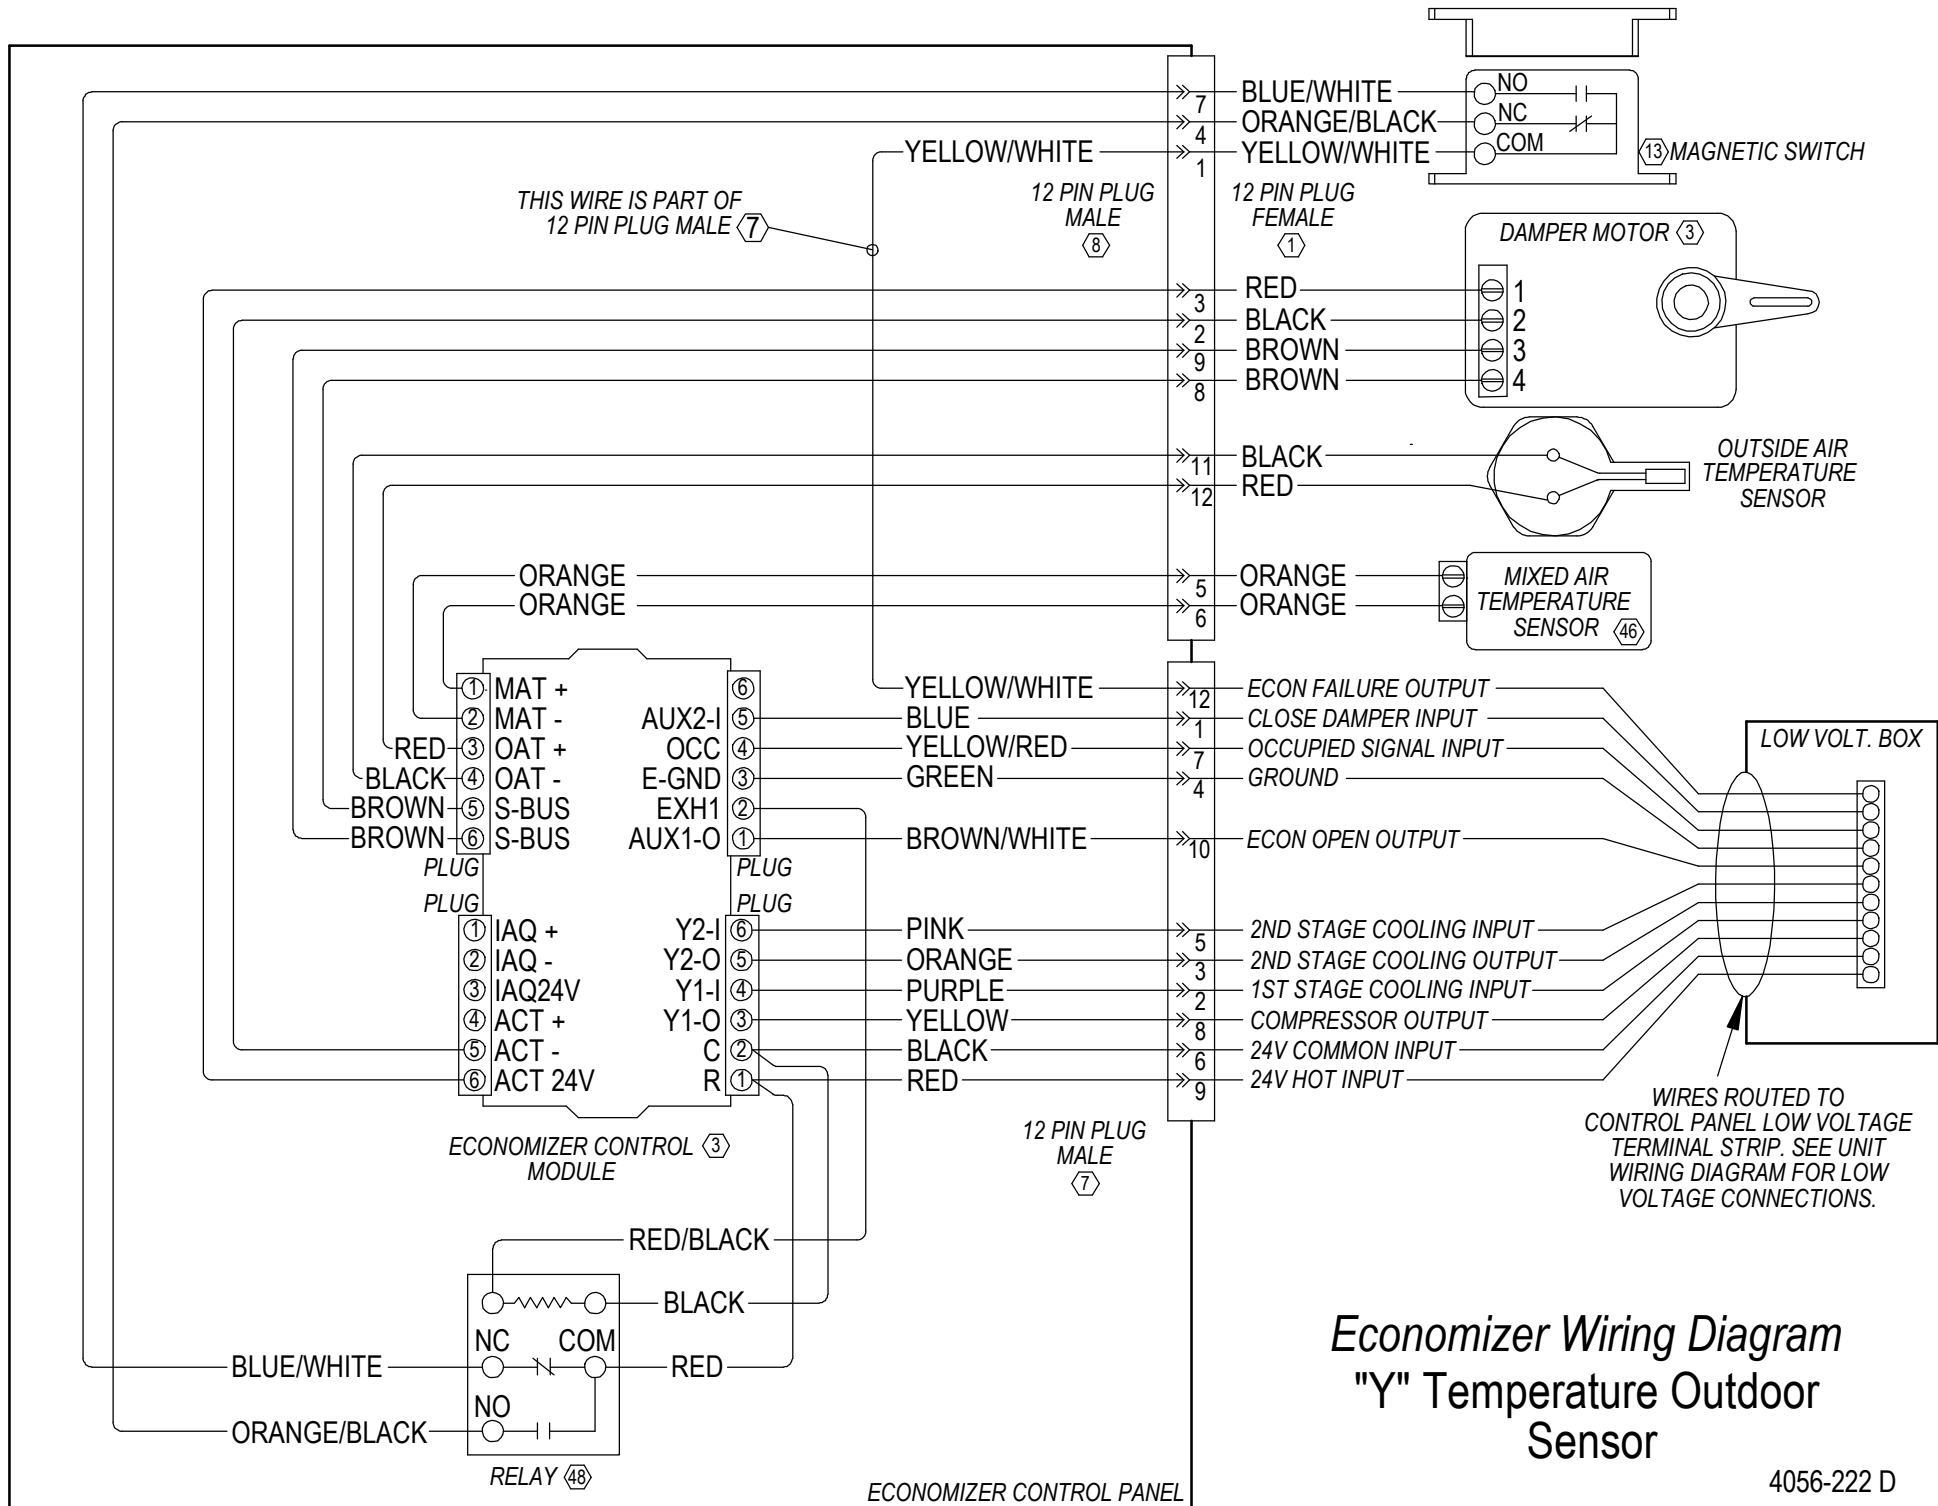 BLUE/WHITE
7
NO
ORANGE/BLACK
4
NC
YELLOW/WHITE
1
YELLOW/WHITE
COM
13 MAGNETIC SWITCH
THIS WIRE IS PART OF
12 PIN PLUG MALE 7
12 PIN PLUG
MALE
8
12 PIN PLUG
FEMALE
1
DAMPER MOTOR 3
3
RED
1
2
BLACK
2
9
BROWN
3
8
BROWN
4
11
BLACK
12
RED
OUTSIDE AIR
TEMPERATURE
SENSOR
ORANGE
5
ORANGE
ORANGE
6
ORANGE
MIXED AIR
TEMPERATURE
SENSOR 46
1 MAT +
2 MAT -
RED 3 OAT +
BLACK 4 OAT -
BROWN 5 S-BUS
BROWN 6 S-BUS
PLUG
6
AUX2-I 5
OCC 4
E-GND 3
EXH1 2
AUX1-O 1
PLUG
YELLOW/WHITE 12 ECON FAILURE OUTPUT
BLUE 1 CLOSE DAMPER INPUT
YELLOW/RED 7 OCCUPIED SIGNAL INPUT
GREEN 4 GROUND
BROWN/WHITE 10 ECON OPEN OUTPUT
LOW VOLT. BOX
PLUG
1 IAQ +
2 IAQ -
3 IAQ24V
4 ACT +
5 ACT -
6 ACT 24V
PLUG
Y2-I 6
Y2-O 5
Y1-I 4
Y1-O 3
C 2
R 1
PINK 5 2ND STAGE COOLING INPUT
ORANGE 3 2ND STAGE COOLING OUTPUT
PURPLE 2 1ST STAGE COOLING INPUT
YELLOW 8 COMPRESSOR OUTPUT
BLACK 6 24V COMMON INPUT
RED 9 24V HOT INPUT
ECONOMIZER CONTROL 3
MODULE
12 PIN PLUG
MALE
7
WIRES ROUTED TO
CONTROL PANEL LOW VOLTAGE
TERMINAL STRIP. SEE UNIT
WIRING DIAGRAM FOR LOW
VOLTAGE CONNECTIONS.
RED/BLACK
BLACK
NC COM
BLUE/WHITE
RED
NO
ORANGE/BLACK
RELAY 48
ECONOMIZER CONTROL PANEL
Economizer Wiring Diagram
"Y" Temperature Outdoor
Sensor
4056-222 D